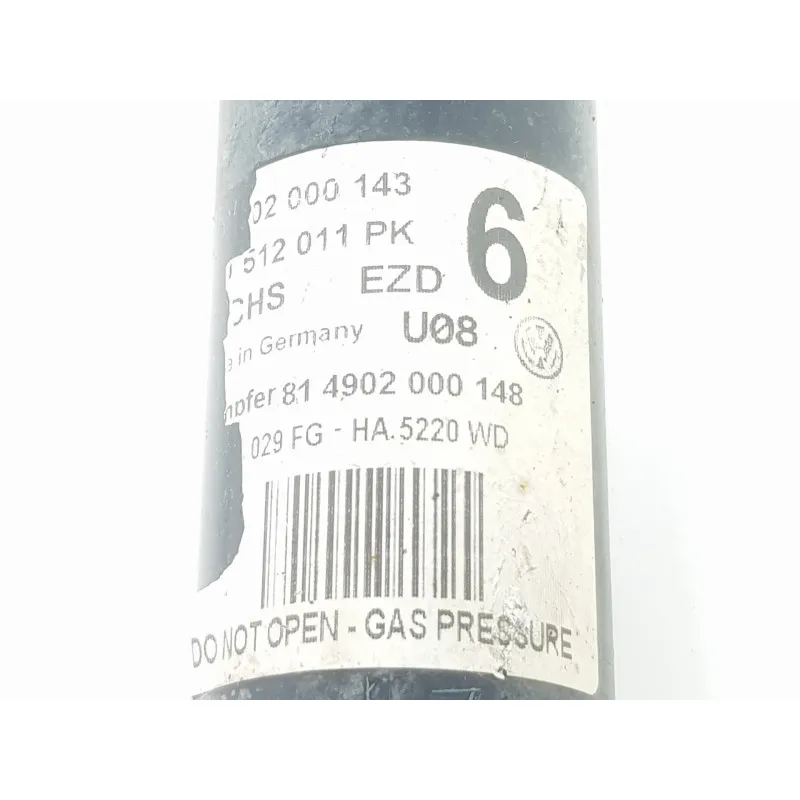 02 000 143
512 011 PK 6
CHS EZD
e in Germany U08
pfer 81 4902 000 148
029 FG - HA.5220 WD
DO NOT OPEN - GAS PRESSURE